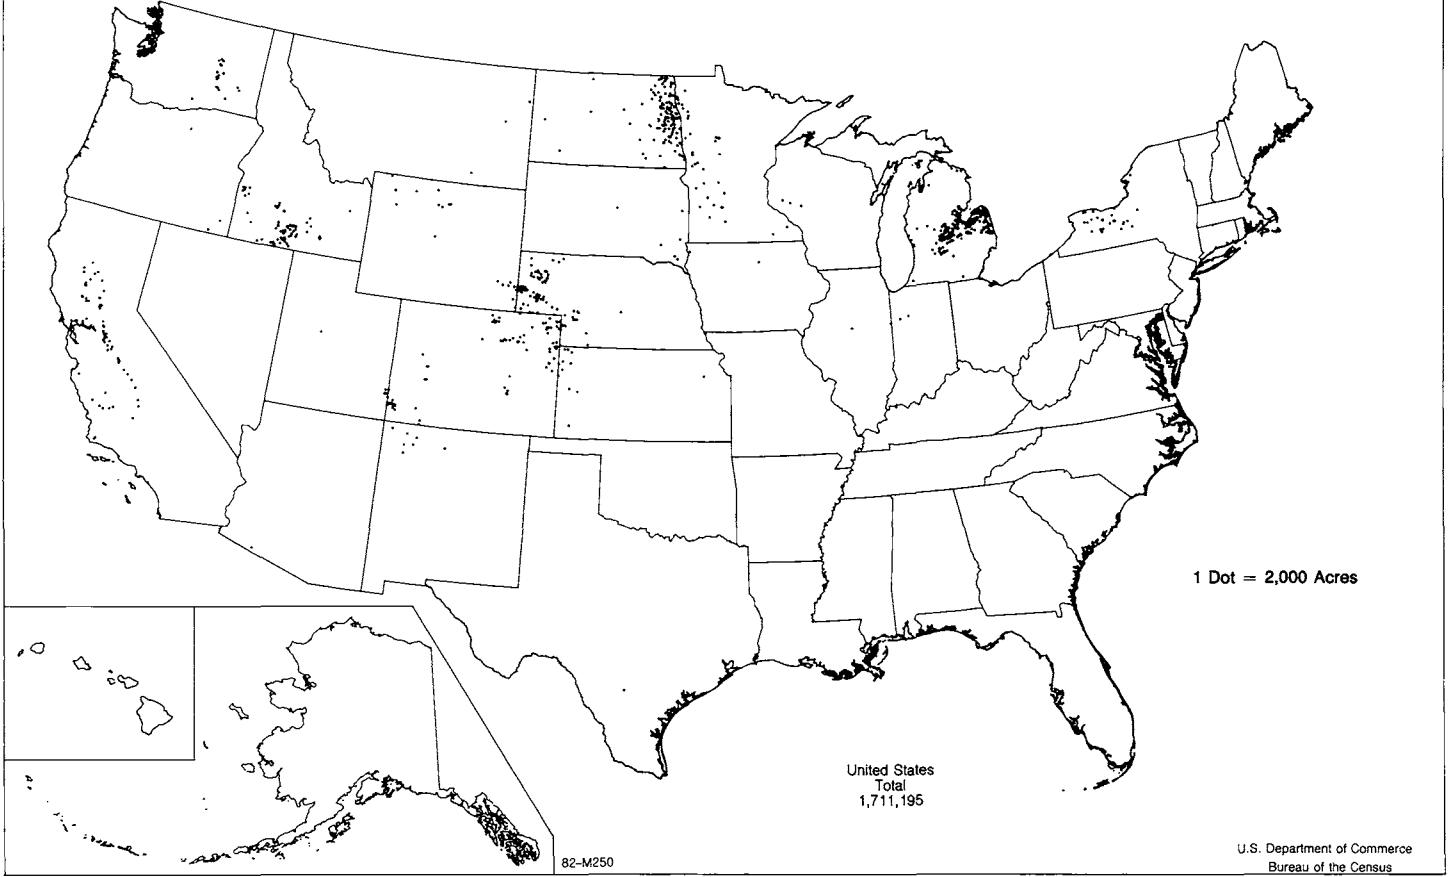 1 Dot = 2,000 Acres
United States
Total
1,711,195
82-M250
U.S. Department of Commerce
Bureau of the Census